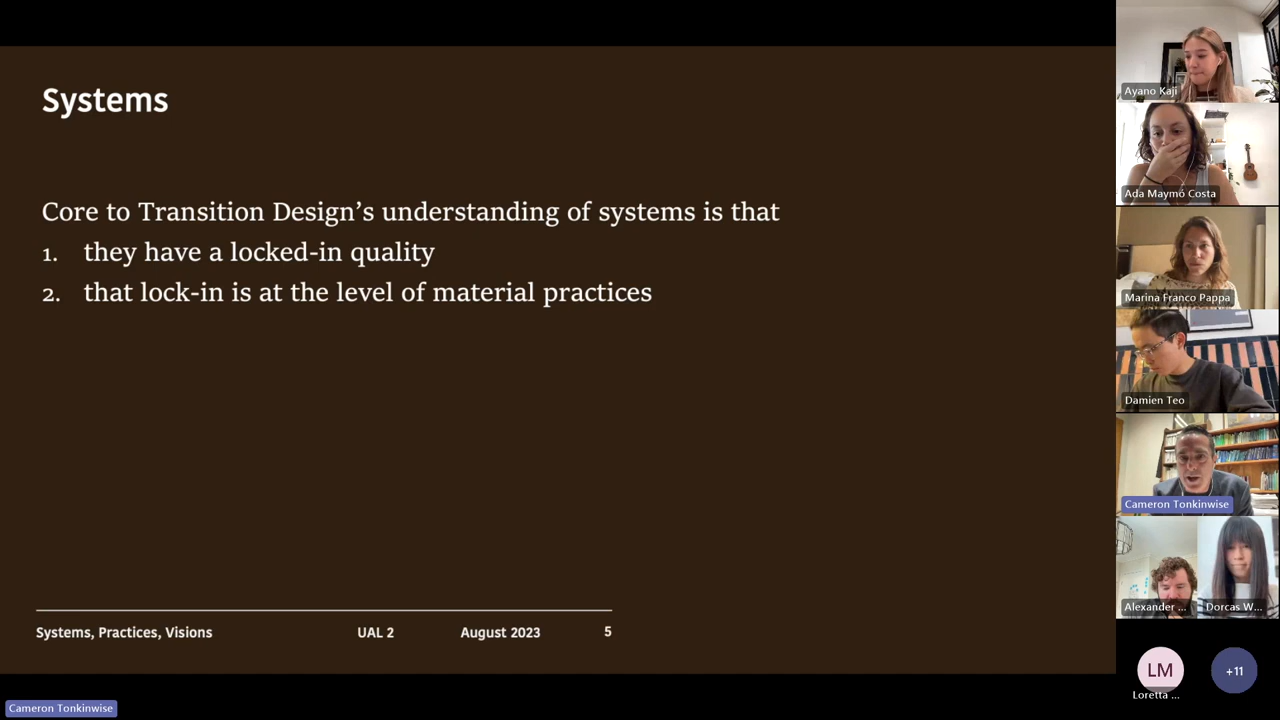 Systems
Core to Transition Design’s understanding of systems is that
1. they have a locked-in quality
2. that lock-in is at the level of material practices
Systems, Practices, Visions UAL 2 August 2023 5
Cameron Tonkinwise
Ayano Kaji
Ada Maymó Costa
Marina Franco Pappa
Damien Teo
Cameron Tonkinwise
Alexander ... Dorcas W...
LM +11
Loretta ...